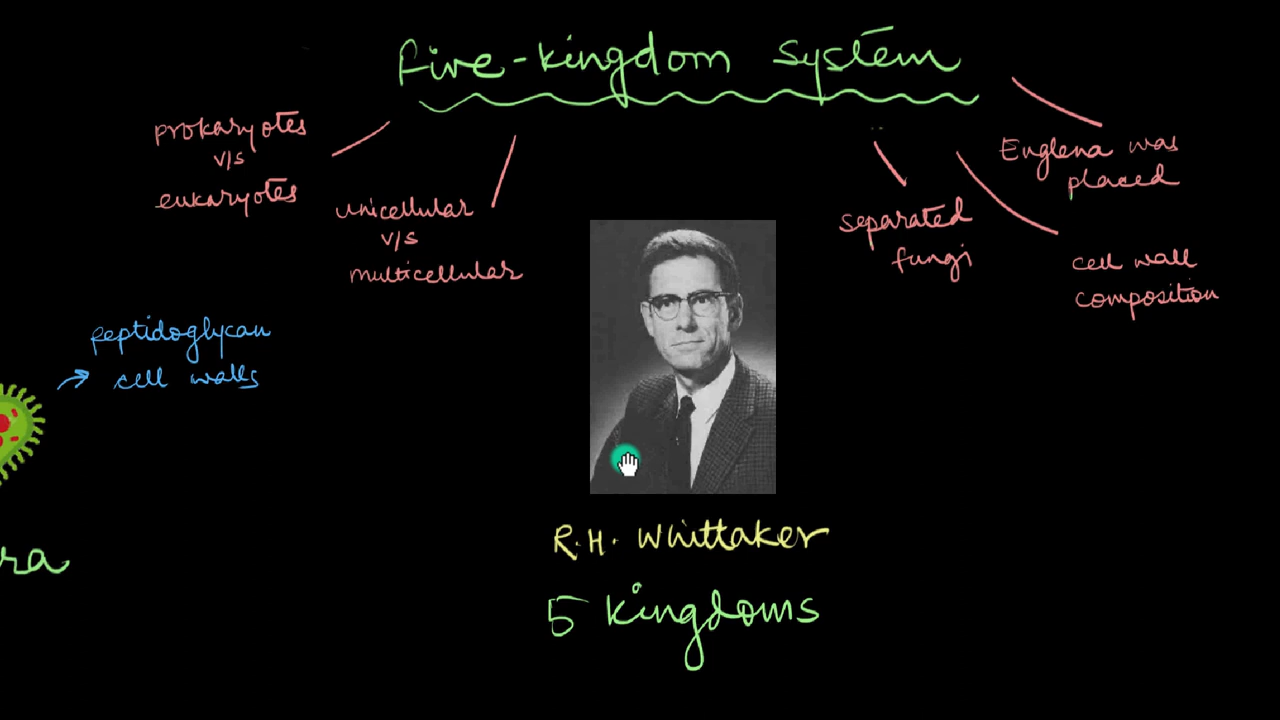 five-kingdom system
prokaryotes
v/s
eukaryotes
unicellular
v/s
multicellular
separated
fungi
Euglena was
placed
cell wall
composition
peptidoglycan
cell walls
ra
R.H. Whittaker
5 kingdoms